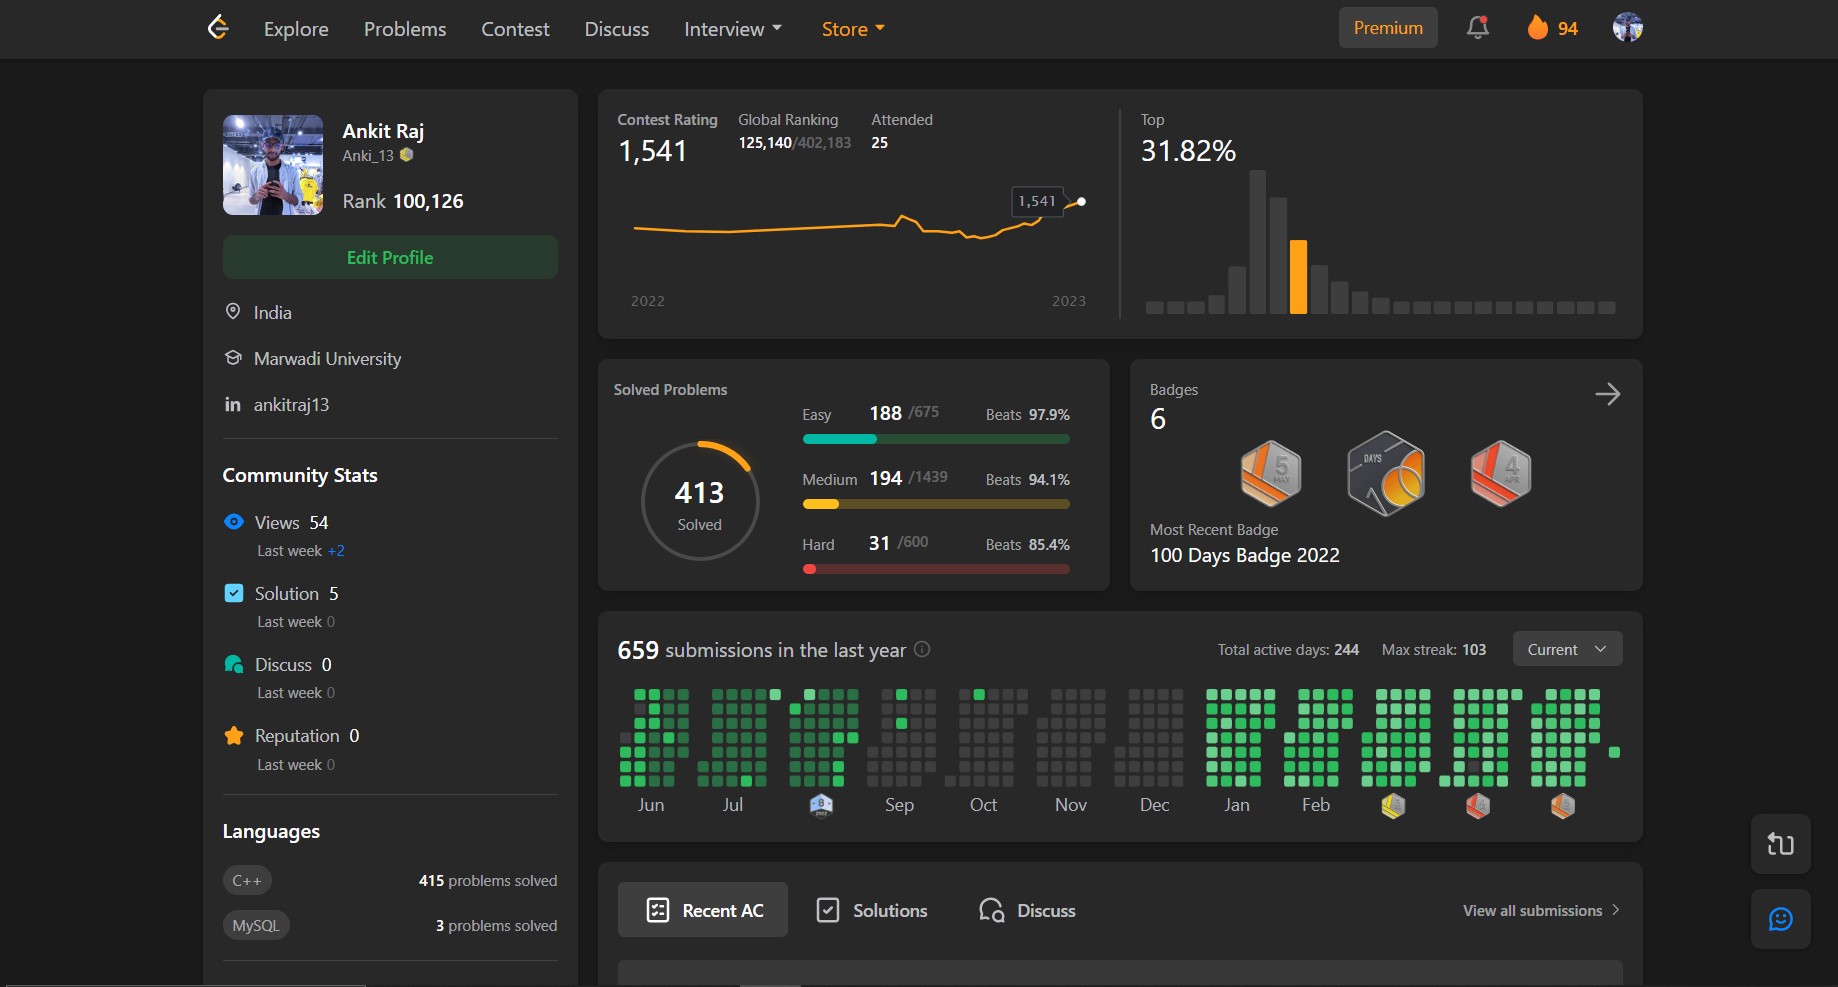 Explore Problems Contest Discuss Interview Store Premium 94
Ankit Raj
Anki_13
Rank 100,126
Edit Profile
India
Marwadi University
ankitraj13
Community Stats
Views 54
Last week +2
Solution 5
Last week 0
Discuss 0
Last week 0
Reputation 0
Last week 0
Languages
C++ 415 problems solved
MySQL 3 problems solved
Contest Rating Global Ranking Attended
1,541 125,140/402,183 25
1,541
2022 2023
Top
31.82%
Solved Problems
413
Solved
Easy 188 /675 Beats 97.9%
Medium 194 /1439 Beats 94.1%
Hard 31 /600 Beats 85.4%
Badges
6
5
MAY
DAYS
4
APR
Most Recent Badge
100 Days Badge 2022
659 submissions in the last year Total active days: 244 Max streak: 103 Current
Jun Jul Sep Oct Nov Dec Jan Feb
Recent AC Solutions Discuss View all submissions